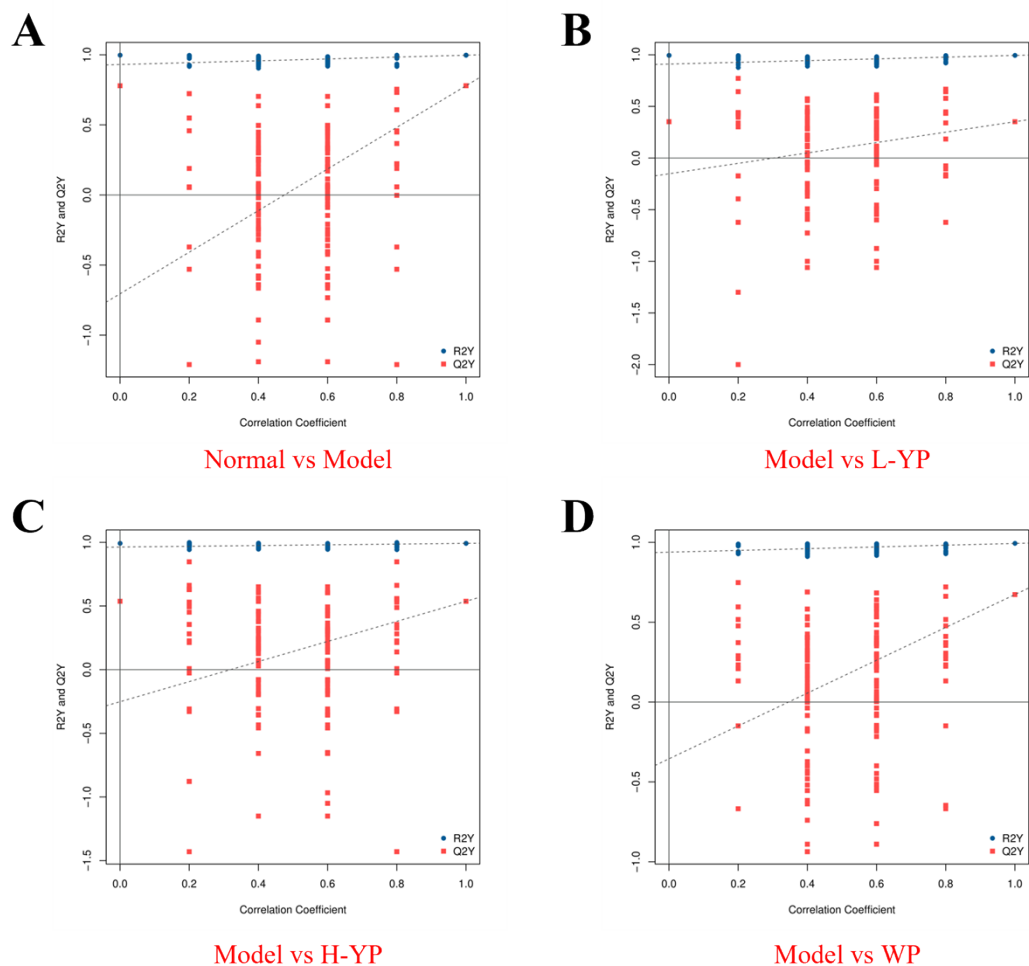 A
1.0
0.5
0.0
−0.5
−1.0
R2Y and Q2Y
R2Y
Q2Y
0.0 0.2 0.4 0.6 0.8 1.0
Correlation Coefficient
Normal vs Model
B
1.0
0.5
0.0
−0.5
−1.0
−1.5
−2.0
R2Y and Q2Y
R2Y
Q2Y
0.0 0.2 0.4 0.6 0.8 1.0
Correlation Coefficient
Model vs L-YP
C
1.0
0.5
0.0
−0.5
−1.0
−1.5
R2Y and Q2Y
R2Y
Q2Y
0.0 0.2 0.4 0.6 0.8 1.0
Correlation Coefficient
Model vs H-YP
D
1.0
0.5
0.0
−0.5
−1.0
R2Y and Q2Y
R2Y
Q2Y
0.0 0.2 0.4 0.6 0.8 1.0
Correlation Coefficient
Model vs WP